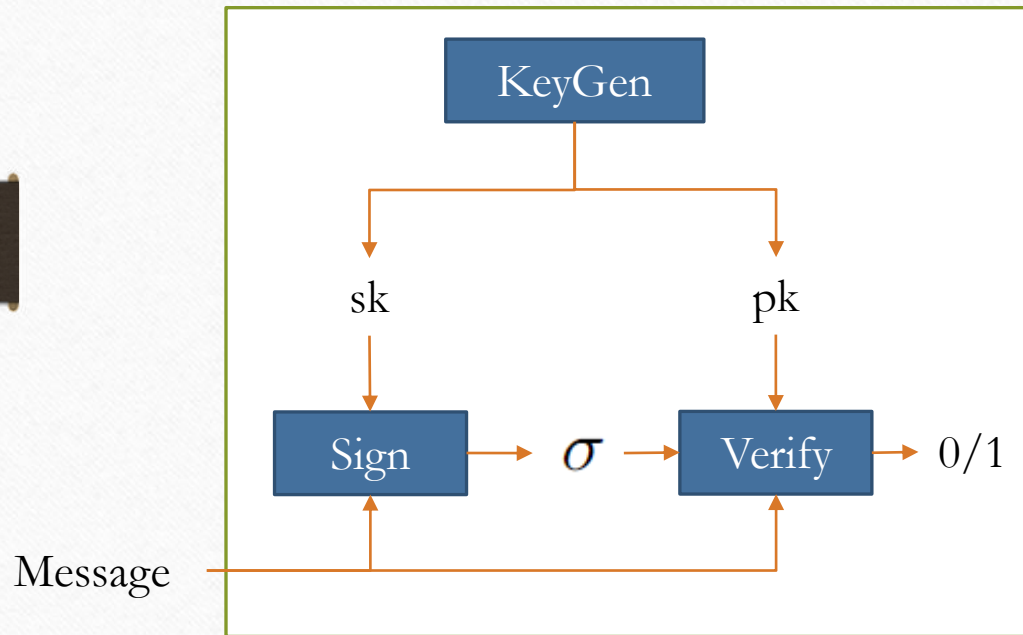 KeyGen
sk
pk
Sign
σ
Verify
0/1
Message